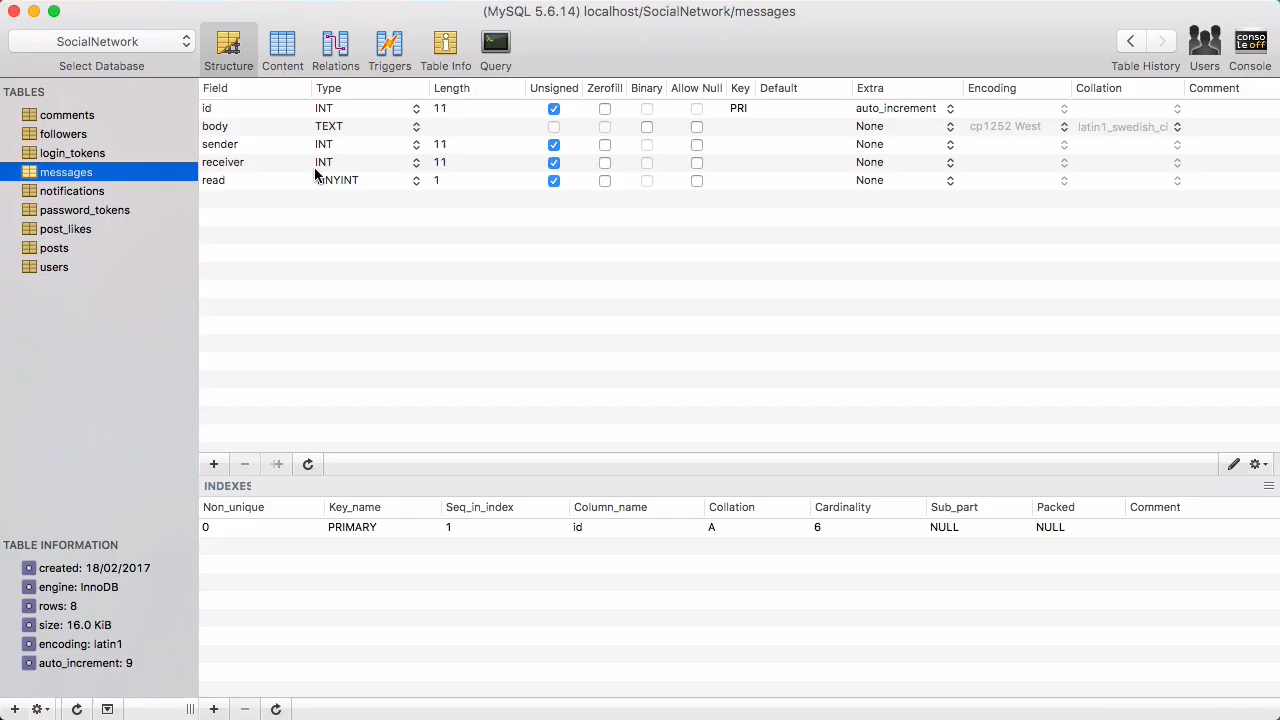 (MySQL 5.6.14) localhost/SocialNetwork/messages
SocialNetwork
Select Database
Structure Content Relations Triggers Table Info Query
conso
le off
Table History Users Console
TABLES
comments
followers
login_tokens
messages
notifications
password_tokens
post_likes
posts
users
Field Type Length Unsigned Zerofill Binary Allow Null Key Default Extra Encoding Collation Comment
id INT 11 PRI auto_increment
body TEXT None cp1252 West latin1_swedish_ci
sender INT 11 None
receiver INT 11 None
read TINYINT 1 None
INDEXES
Non_unique Key_name Seq_in_index Column_name Collation Cardinality Sub_part Packed Comment
0 PRIMARY 1 id A 6 NULL NULL
TABLE INFORMATION
created: 18/02/2017
engine: InnoDB
rows: 8
size: 16.0 KiB
encoding: latin1
auto_increment: 9